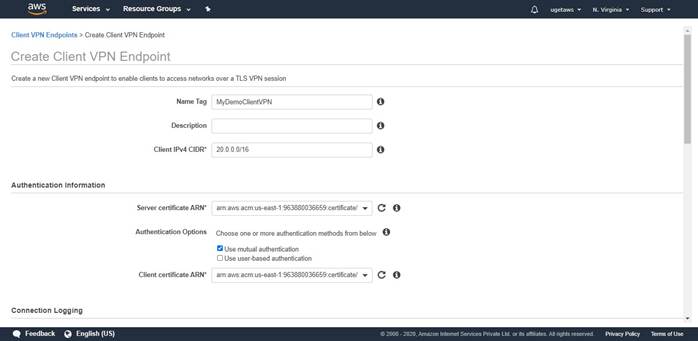 aws Services Resource Groups ugetaws N. Virginia Support
Client VPN Endpoints > Create Client VPN Endpoint
Create Client VPN Endpoint
Create a new Client VPN endpoint to enable clients to access networks over a TLS VPN session
Name Tag MyDemoClientVPN
Description
Client IPv4 CIDR* 20.0.0.0/16
Authentication Information
Server certificate ARN* arn:aws:acm:us-east-1:963880036659:certificate/
Authentication Options Choose one or more authentication methods from below
Use mutual authentication
Use user-based authentication
Client certificate ARN* arn:aws:acm:us-east-1:963880036659:certificate/
Connection Logging
Feedback English (US) © 2008 - 2020, Amazon Internet Services Private Ltd. or its affiliates. All rights reserved. Privacy Policy Terms of Use